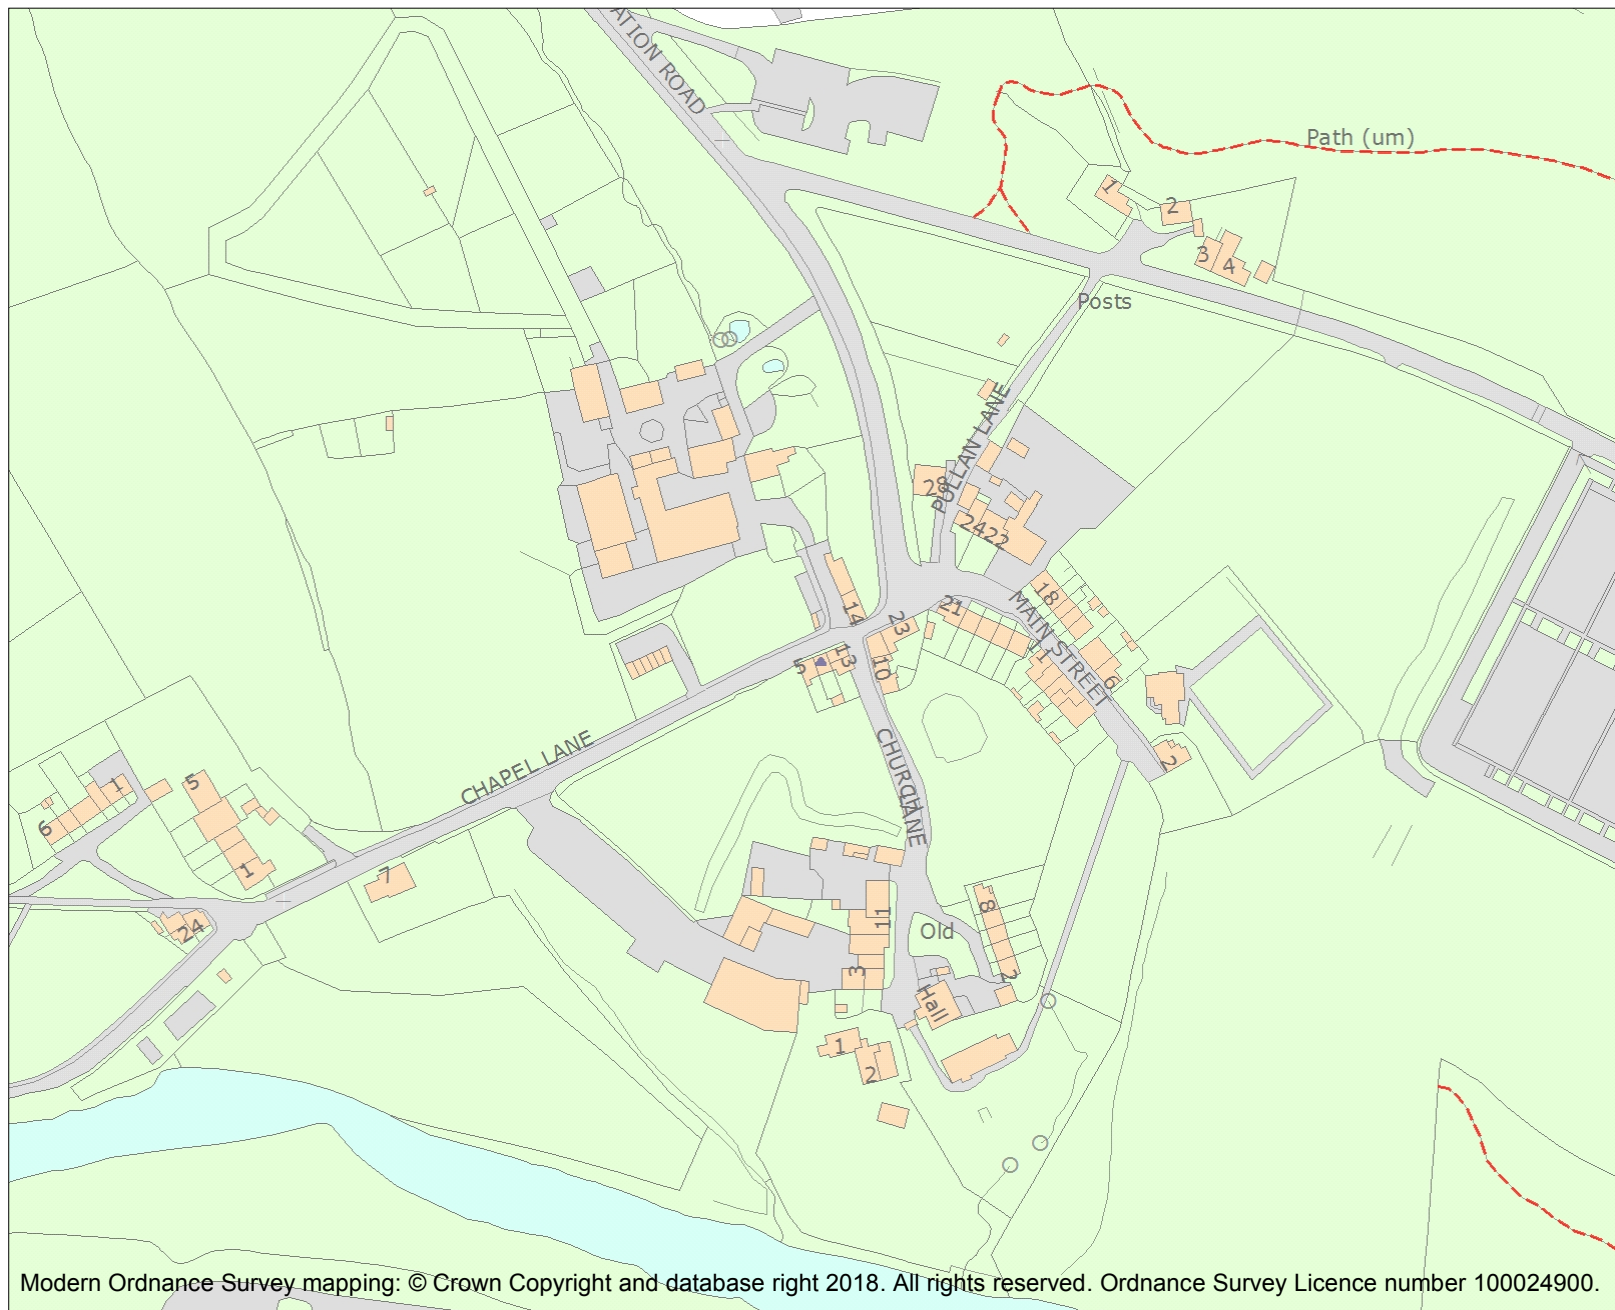 ATION ROAD
Path (um)
1
2
3
4
Posts
PULLAN LANE
28
2422
18
21
MAIN STREET
14
23
11
13
5
10
6
CHURCH
LANE
2
CHAPEL LANE
1
5
6
1
7
24
8
11
Old
3
2
Hall
1
2
Modern Ordnance Survey mapping: © Crown Copyright and database right 2018. All rights reserved. Ordnance Survey Licence number 100024900.